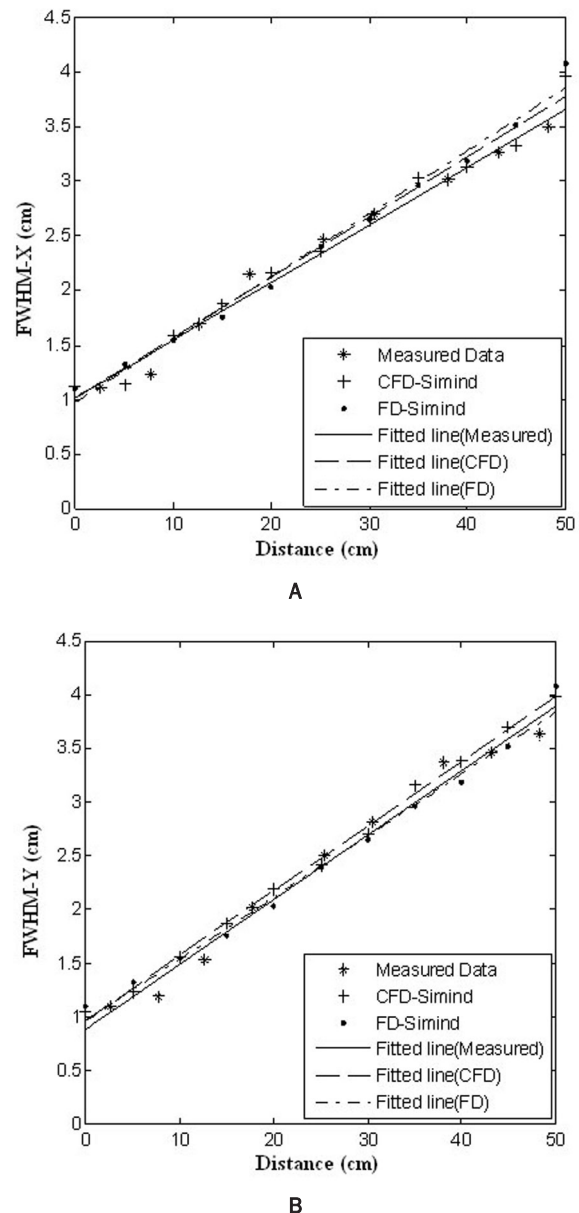 4.5
4
3.5
3
2.5
2
1.5
1
0.5
0
FWHM-X (cm)
Measured Data
CFD-Simind
FD-Simind
Fitted line(Measured)
Fitted line(CFD)
Fitted line(FD)
0 10 20 30 40 50
Distance (cm)
A
4.5
4
3.5
3
2.5
2
1.5
1
0.5
0
FWHM-Y (cm)
Measured Data
CFD-Simind
FD-Simind
Fitted line(Measured)
Fitted line(CFD)
Fitted line(FD)
0 10 20 30 40 50
Distance (cm)
B